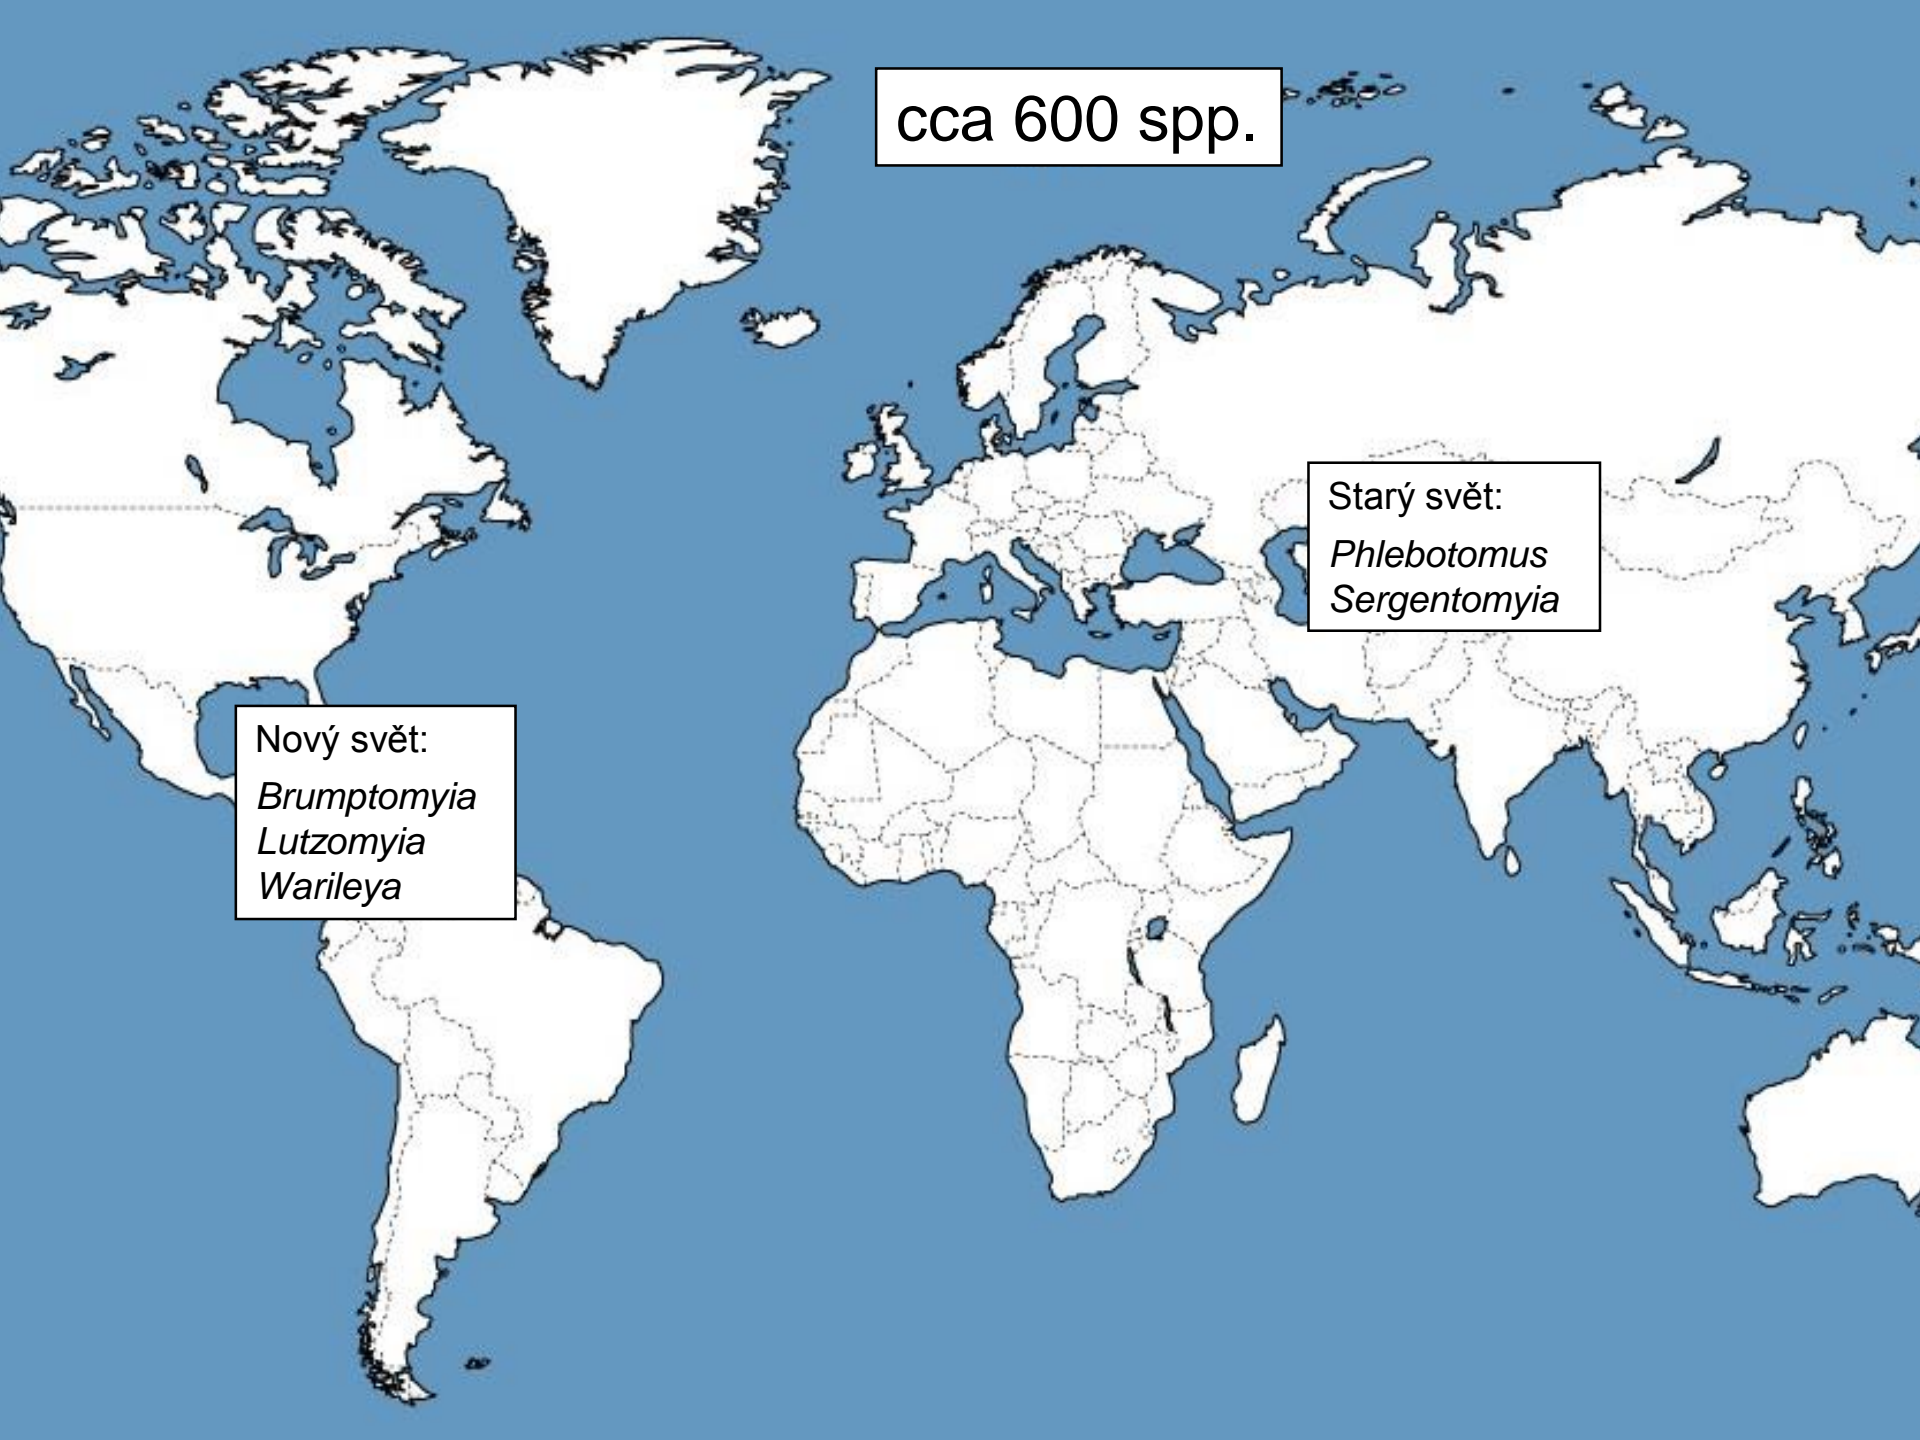 cca 600 spp.
Starý svět:
Phlebotomus
Sergentomyia
Nový svět:
Brumptomyia
Lutzomyia
Warileya